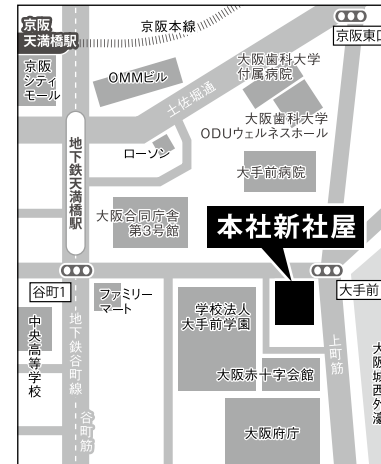 京阪
天満橋駅
京阪本線
京阪東口
京阪
シティ
モール
OMMビル
大阪歯科大学
付属病院
土佐堀通
大阪歯科大学
ODUウェルネスホール
ローソン
地下鉄天満橋駅
大手前病院
大阪合同庁舎
第3号館
本社新社屋
谷町1
ファミリー
マート
大手前
学校法人
大手前学園
中央高等学校
地下鉄谷町線
谷町筋
上町筋
大阪赤十字会館
大阪城西外濠
大阪府庁